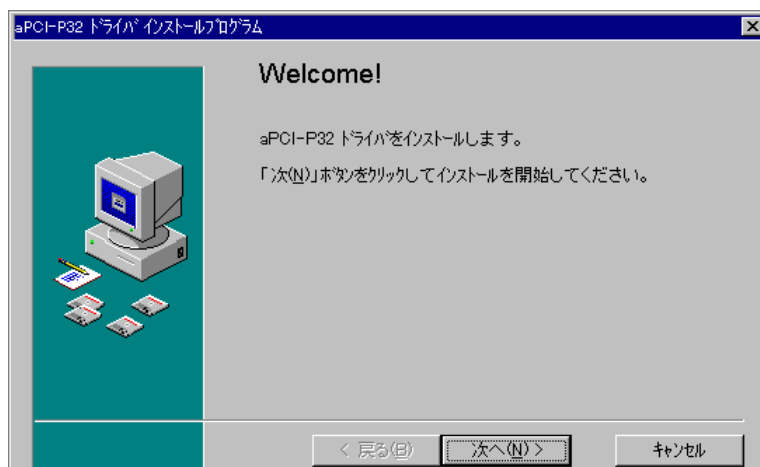 aPCI-P32 ﾄﾞﾗｲﾊﾞ ｲﾝｽﾄｰﾙﾌﾟﾛｸﾞﾗﾑ
Welcome!
aPCI-P32 ﾄﾞﾗｲﾊﾞをｲﾝｽﾄｰﾙします。
「次(N)」ﾎﾞﾀﾝをｸﾘｯｸしてｲﾝｽﾄｰﾙを開始してください。
< 戻る(B)
次へ(N) >
ｷｬﾝｾﾙ